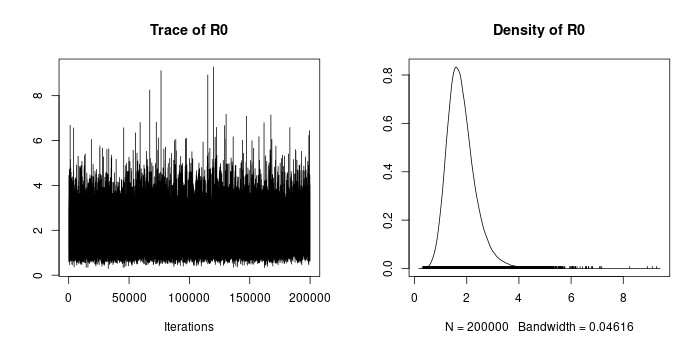 Trace of R0
8
6
4
2
0
0 50000 100000 150000 200000
Iterations
Density of R0
0.8
0.6
0.4
0.2
0.0
0 2 4 6 8
N = 200000 Bandwidth = 0.04616